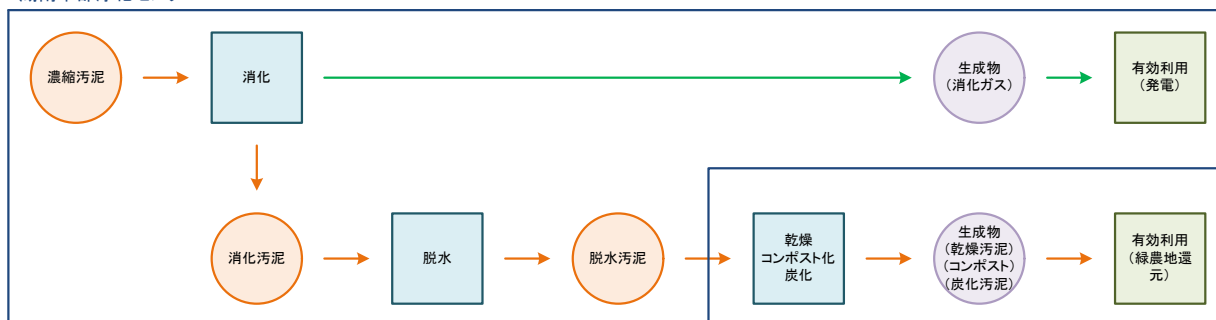 濃縮汚泥
消化
生成物
(消化ガス)
有効利用
(発電)
消化汚泥
脱水
脱水汚泥
乾燥
コンポスト化
炭化
生成物
(乾燥汚泥)
(コンポスト)
(炭化汚泥)
有効利用
(緑農地還
元)